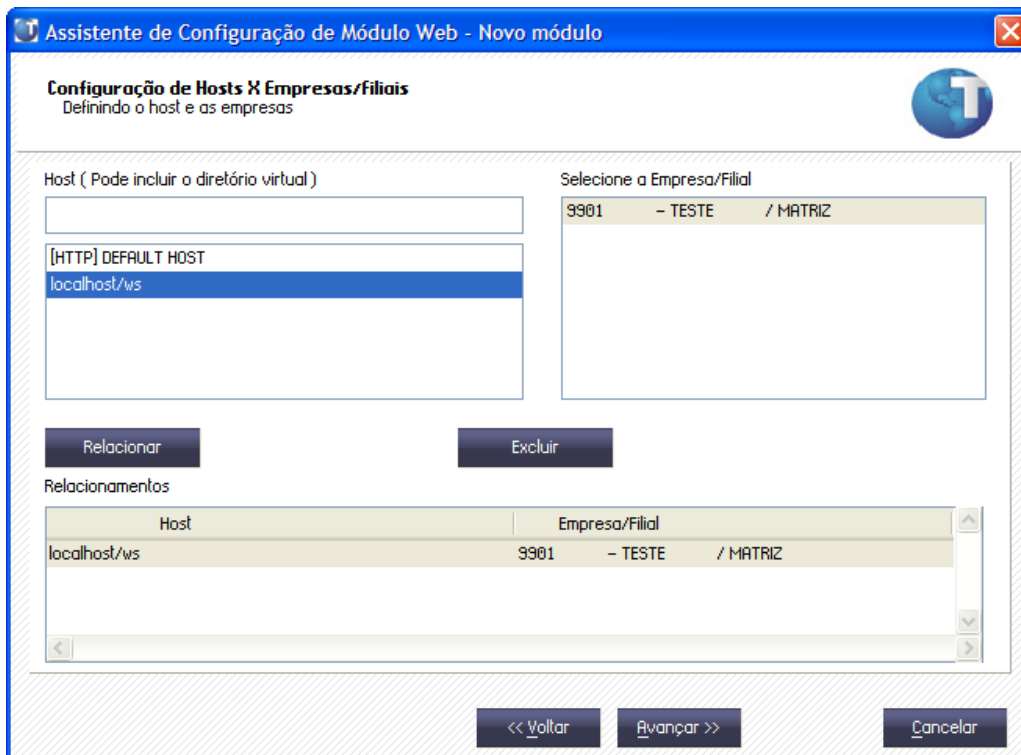 Assistente de Configuração de Módulo Web - Novo módulo
Configuração de Hosts X Empresas/Filiais
Definindo o host e as empresas
Host ( Pode incluir o diretório virtual )
Selecione a Empresa/Filial
9901 - TESTE / MATRIZ
[HTTP] DEFAULT HOST
localhost/ws
Relacionar
Excluir
Relacionamentos
Host Empresa/Filial
localhost/ws 9901 - TESTE / MATRIZ
<< Voltar Avançar >> Cancelar